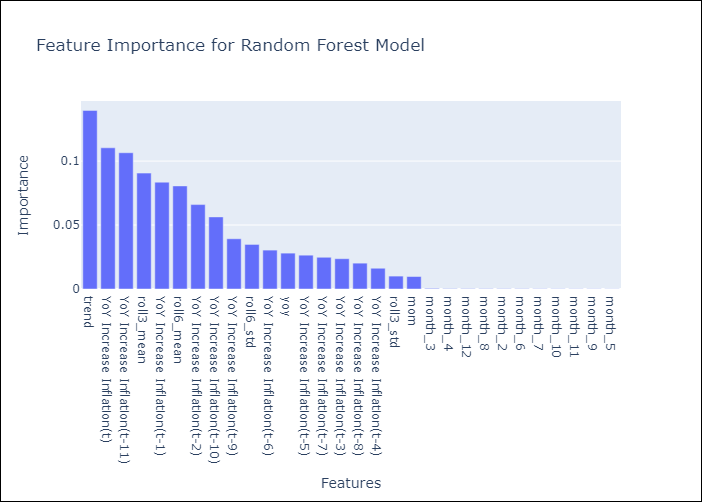 Feature Importance for Random Forest Model
Importance
0.1
0.05
0
trend
YoY Increase Inflation(t)
YoY Increase Inflation(t-11)
roll3_mean
YoY Increase Inflation(t-1)
roll6_mean
YoY Increase Inflation(t-2)
YoY Increase Inflation(t-10)
YoY Increase Inflation(t-9)
roll6_std
YoY Increase Inflation(t-6)
yoy
YoY Increase Inflation(t-5)
YoY Increase Inflation(t-7)
YoY Increase Inflation(t-3)
YoY Increase Inflation(t-8)
YoY Increase Inflation(t-4)
roll3_std
mom
month_3
month_4
month_12
month_8
month_2
month_6
month_7
month_10
month_11
month_9
month_5
Features